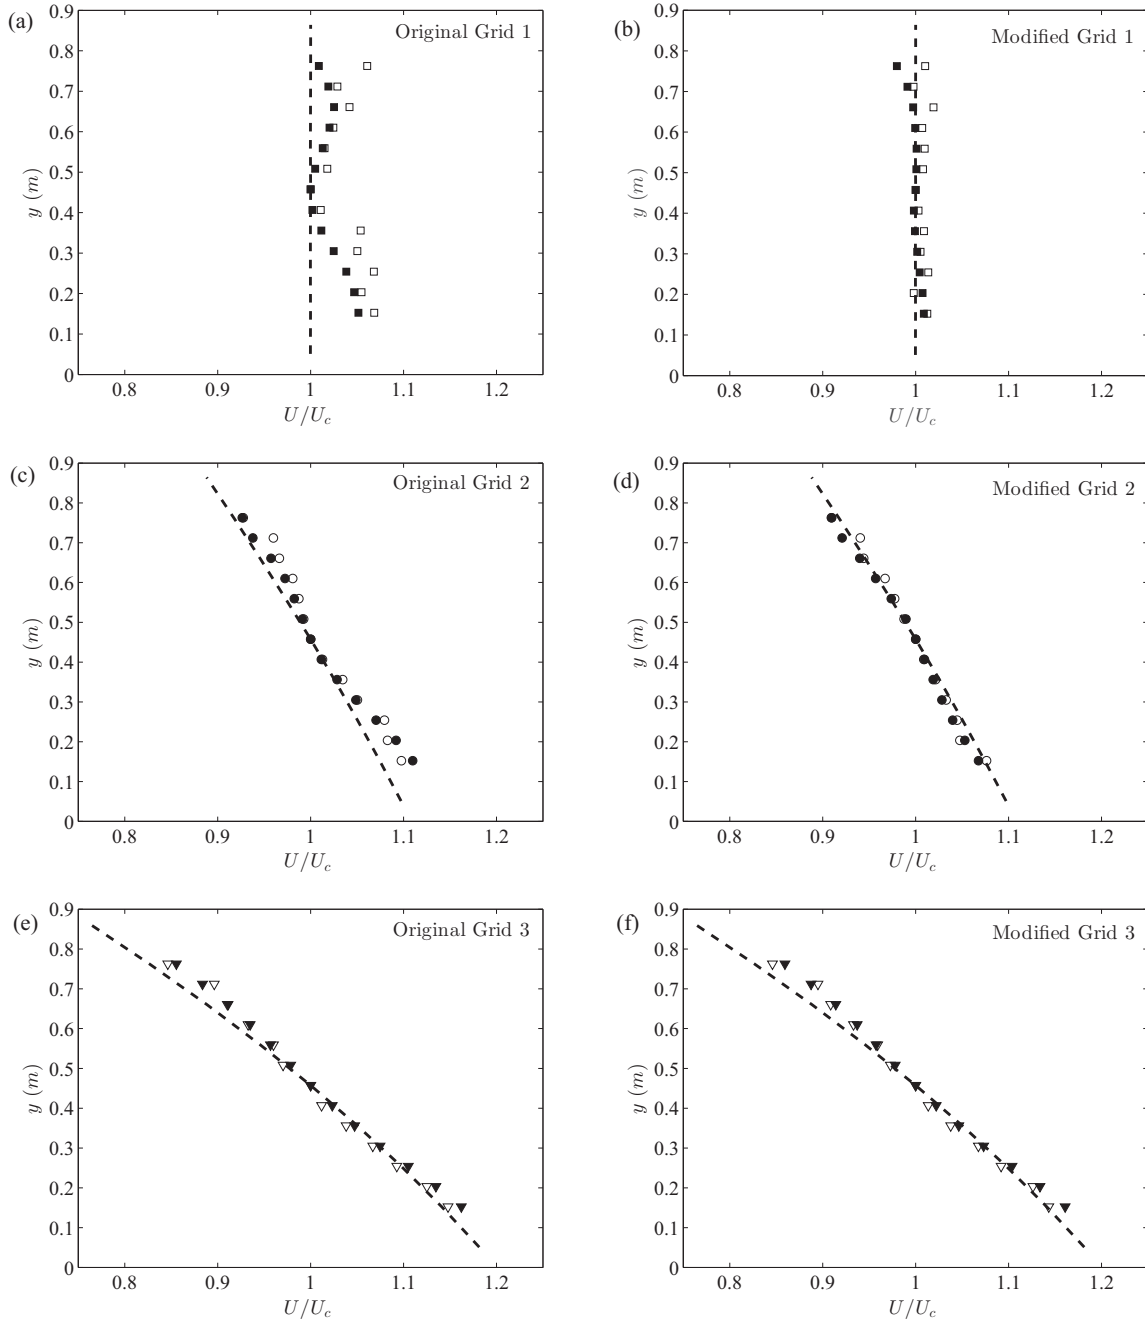 (a)
Original Grid 1
0.9
0.8
0.7
0.6
0.5
0.4
0.3
0.2
0.1
0
y (m)
0.8 0.9 1 1.1 1.2
U/U_c
(b)
Modified Grid 1
0.9
0.8
0.7
0.6
0.5
0.4
0.3
0.2
0.1
0
y (m)
0.8 0.9 1 1.1 1.2
U/U_c
(c)
Original Grid 2
0.9
0.8
0.7
0.6
0.5
0.4
0.3
0.2
0.1
0
y (m)
0.8 0.9 1 1.1 1.2
U/U_c
(d)
Modified Grid 2
0.9
0.8
0.7
0.6
0.5
0.4
0.3
0.2
0.1
0
y (m)
0.8 0.9 1 1.1 1.2
U/U_c
(e)
Original Grid 3
0.9
0.8
0.7
0.6
0.5
0.4
0.3
0.2
0.1
0
y (m)
0.8 0.9 1 1.1 1.2
U/U_c
(f)
Modified Grid 3
0.9
0.8
0.7
0.6
0.5
0.4
0.3
0.2
0.1
0
y (m)
0.8 0.9 1 1.1 1.2
U/U_c